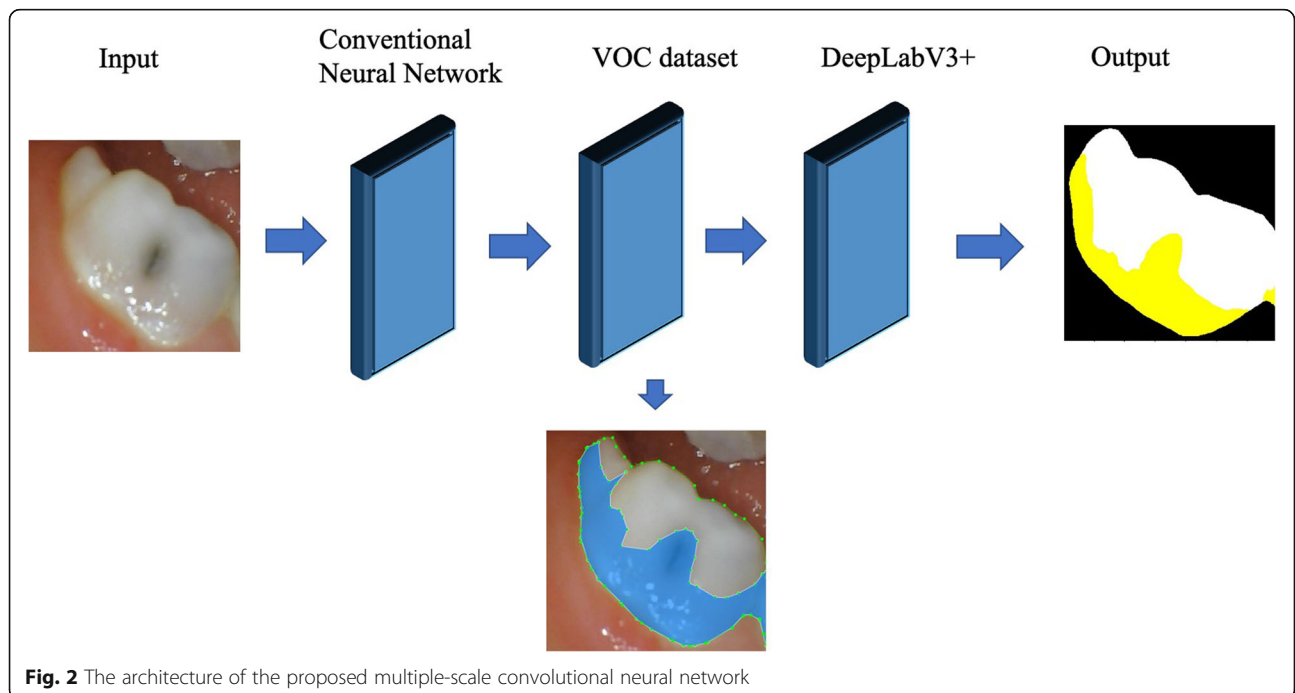 Input
Conventional
Neural Network
VOC dataset
DeepLabV3+
Output
Fig. 2 The architecture of the proposed multiple-scale convolutional neural network